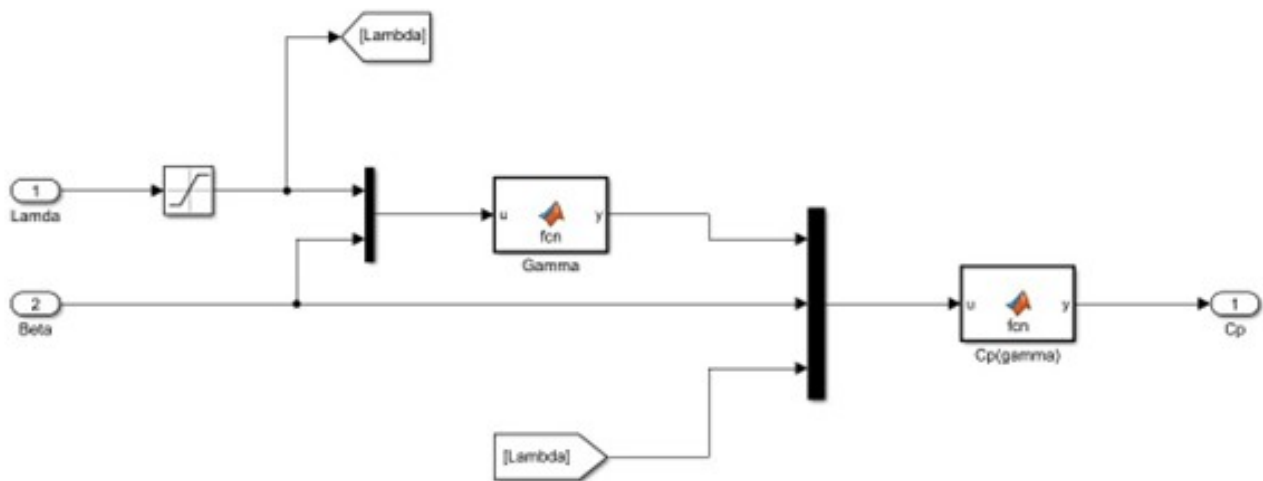 [Lambda]
1
Lamda
u
fcn
y
Gamma
2
Beta
u
fcn
y
Cp(gamma)
1
Cp
[Lambda]